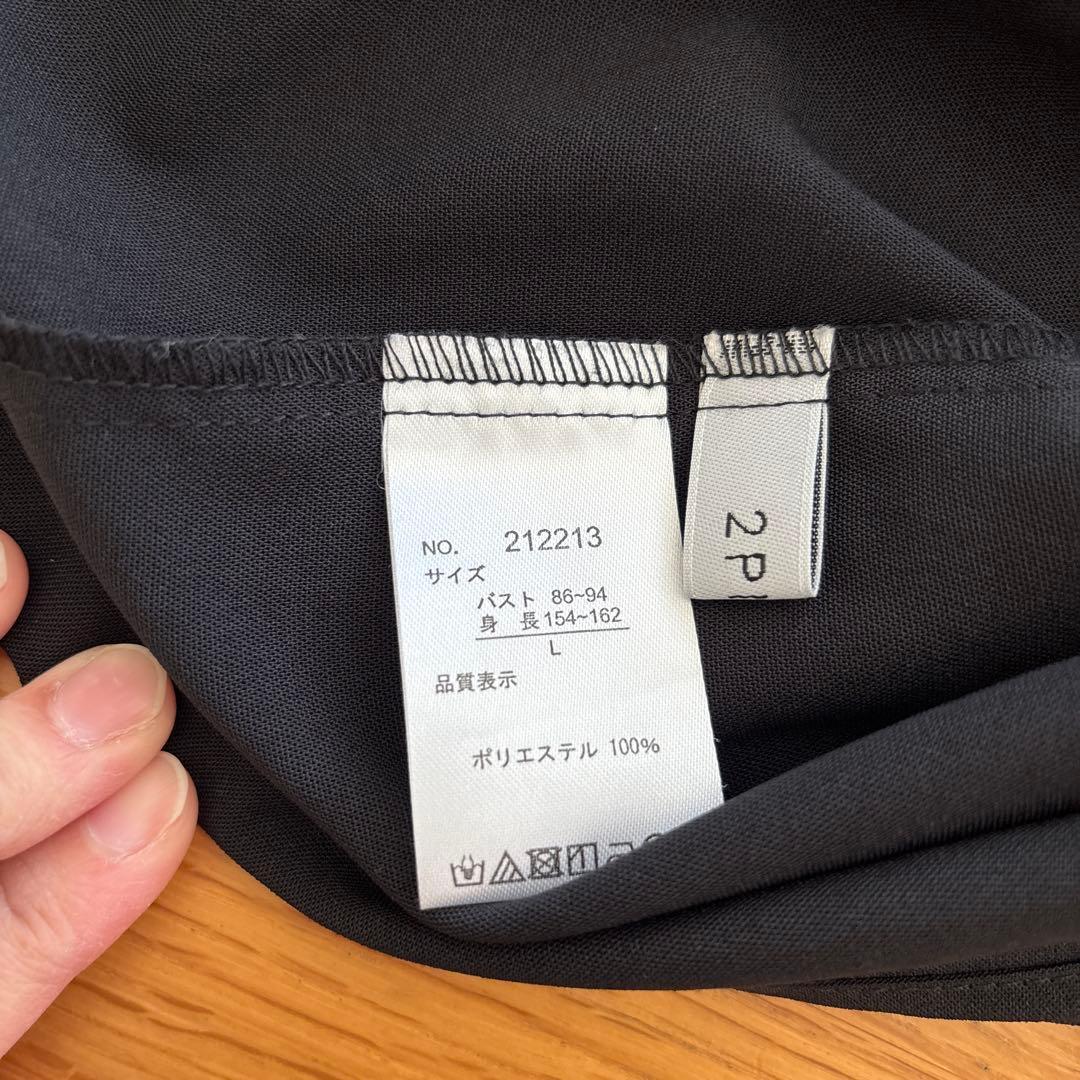 NO. 212213
サイズ
バスト 86~94
身 長 154~162
L
品質表示
ポリエステル 100%
2P